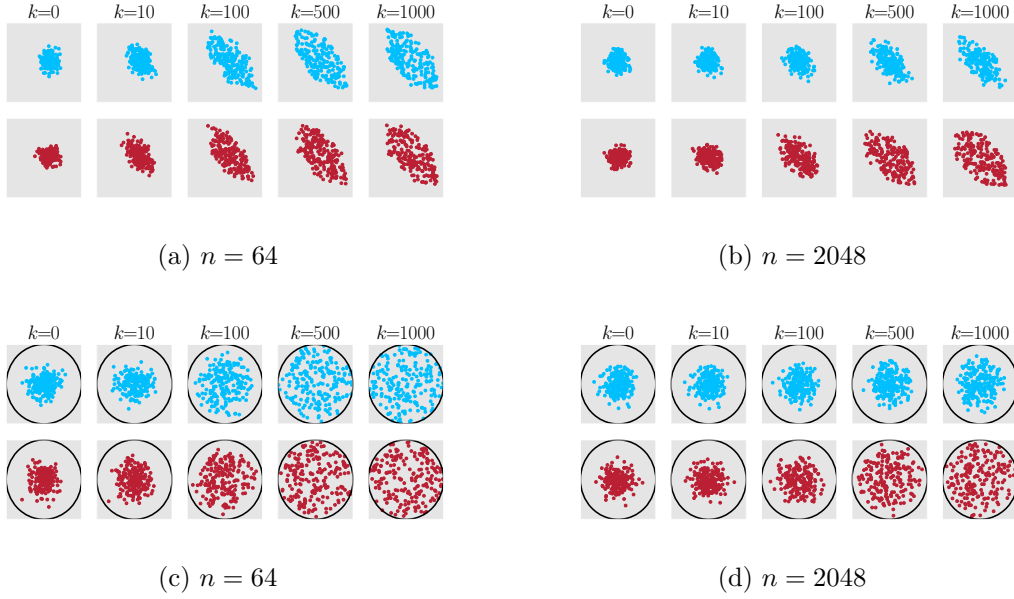 k=0 k=10 k=100 k=500 k=1000
k=0 k=10 k=100 k=500 k=1000
(a) n = 64
(b) n = 2048
k=0 k=10 k=100 k=500 k=1000
k=0 k=10 k=100 k=500 k=1000
(c) n = 64
(d) n = 2048